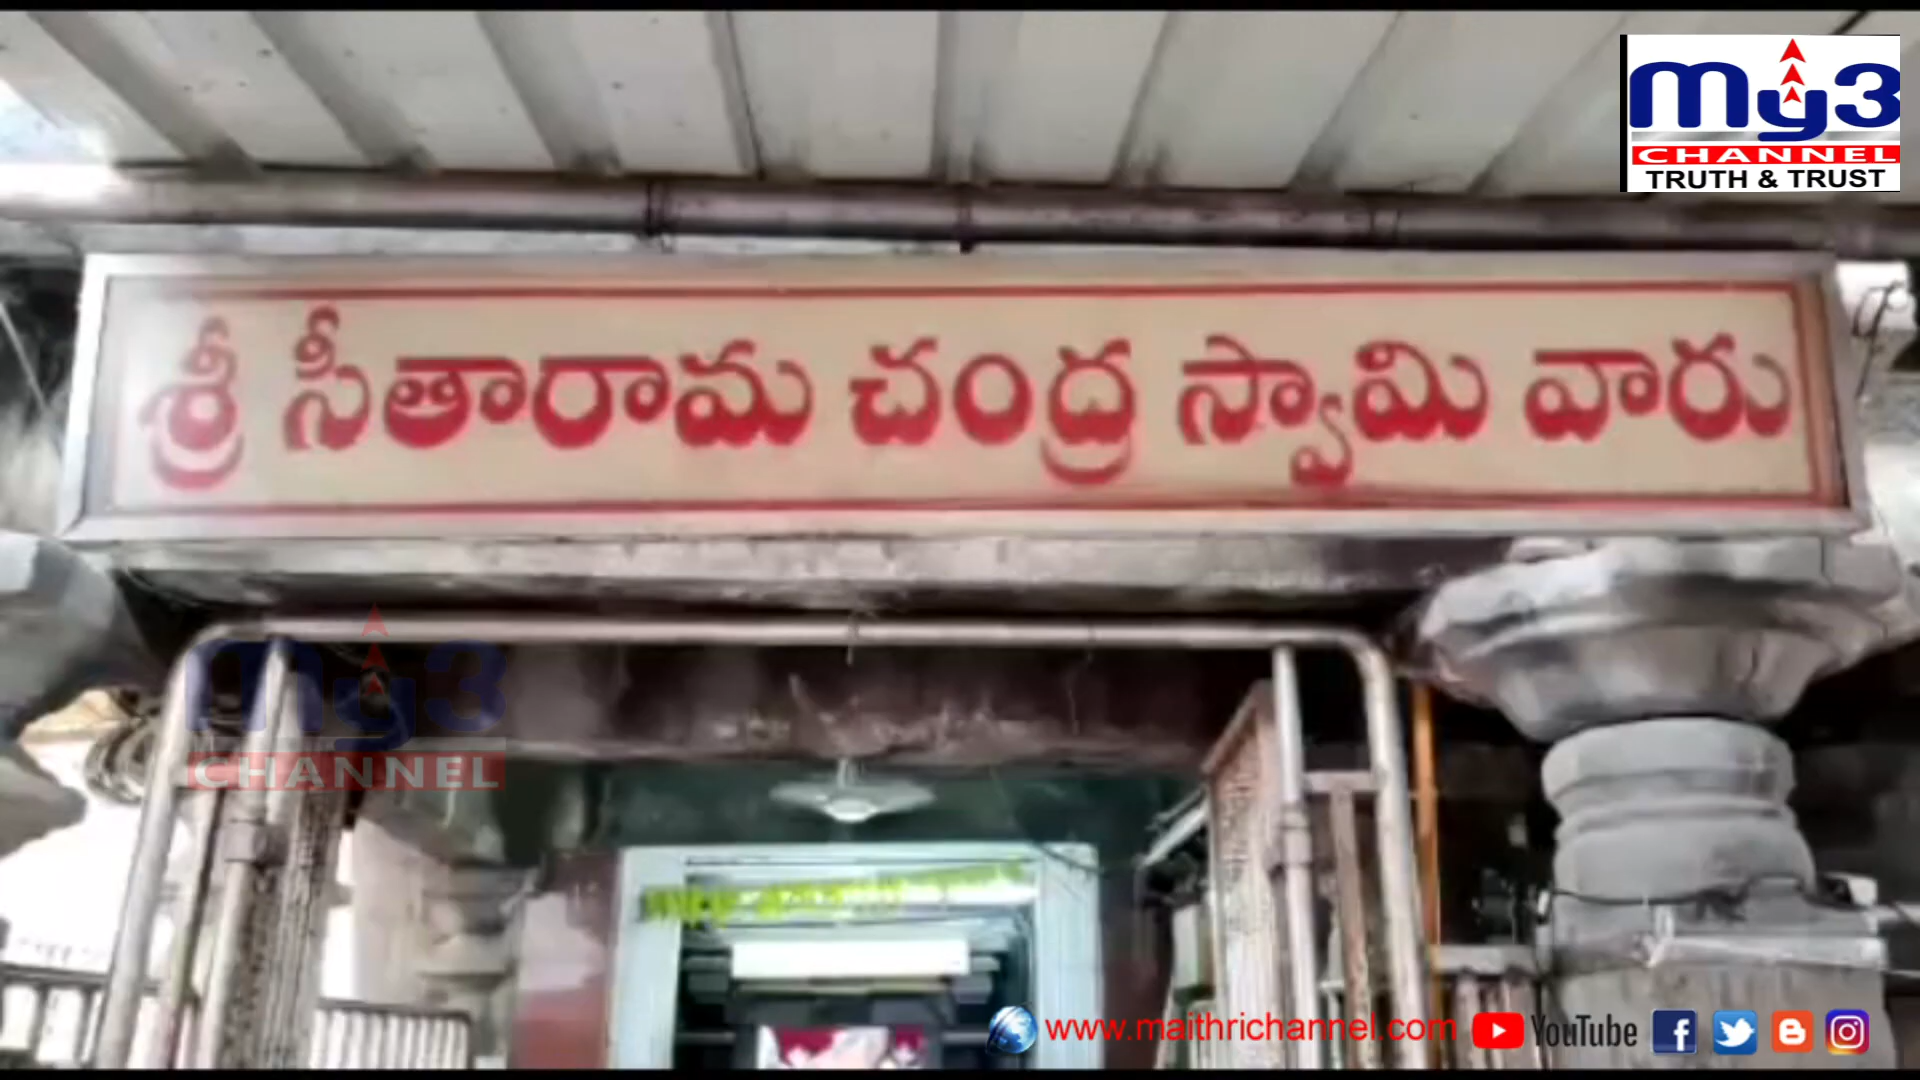 my3
CHANNEL
TRUTH & TRUST
శ్రీ సీతారామ చంద్ర స్వామి వారు
my3
CHANNEL
www.maithrichannel.com YouTube